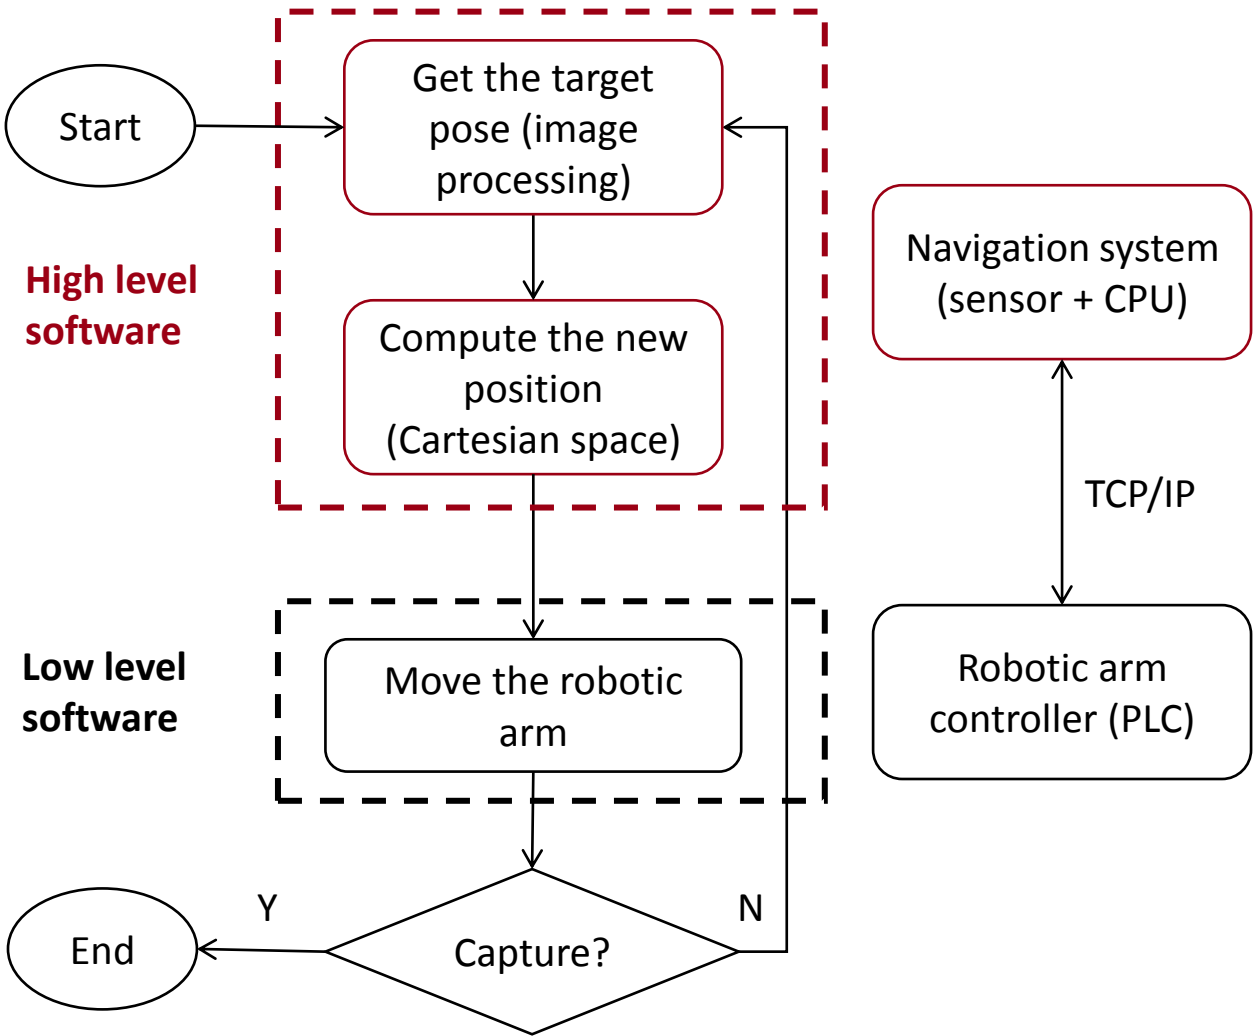 Start
Get the target
pose (image
processing)
High level
software
Compute the new
position
(Cartesian space)
Low level
software
Move the robotic
arm
Y
N
Capture?
End
Navigation system
(sensor + CPU)
TCP/IP
Robotic arm
controller (PLC)